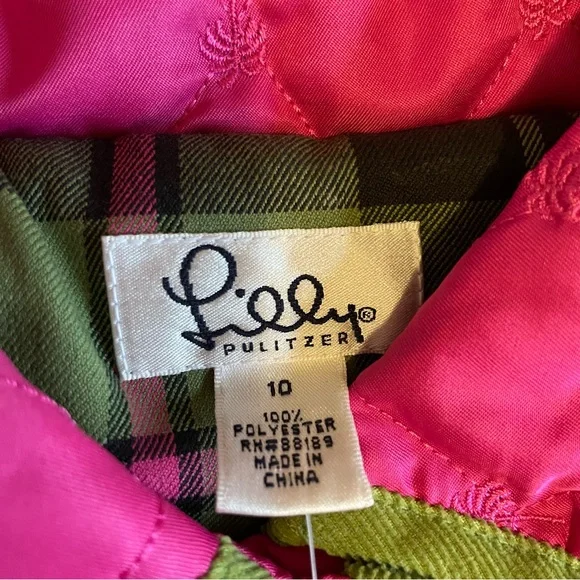 Lilly®
PULITZER
10
100%
POLYESTER
RN#88189
MADE IN
CHINA